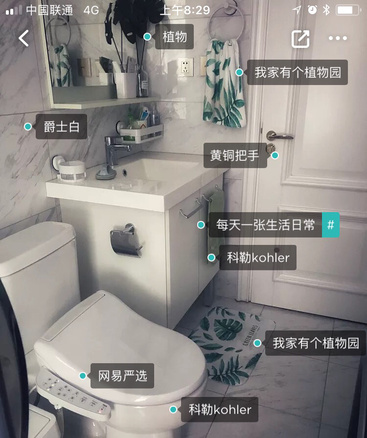 中国联通 4G 上午8:29
植物
我家有个植物园
爵士白
黄铜把手
每天一张生活日常 #
科勒kohler
我家有个植物园
网易严选
科勒kohler